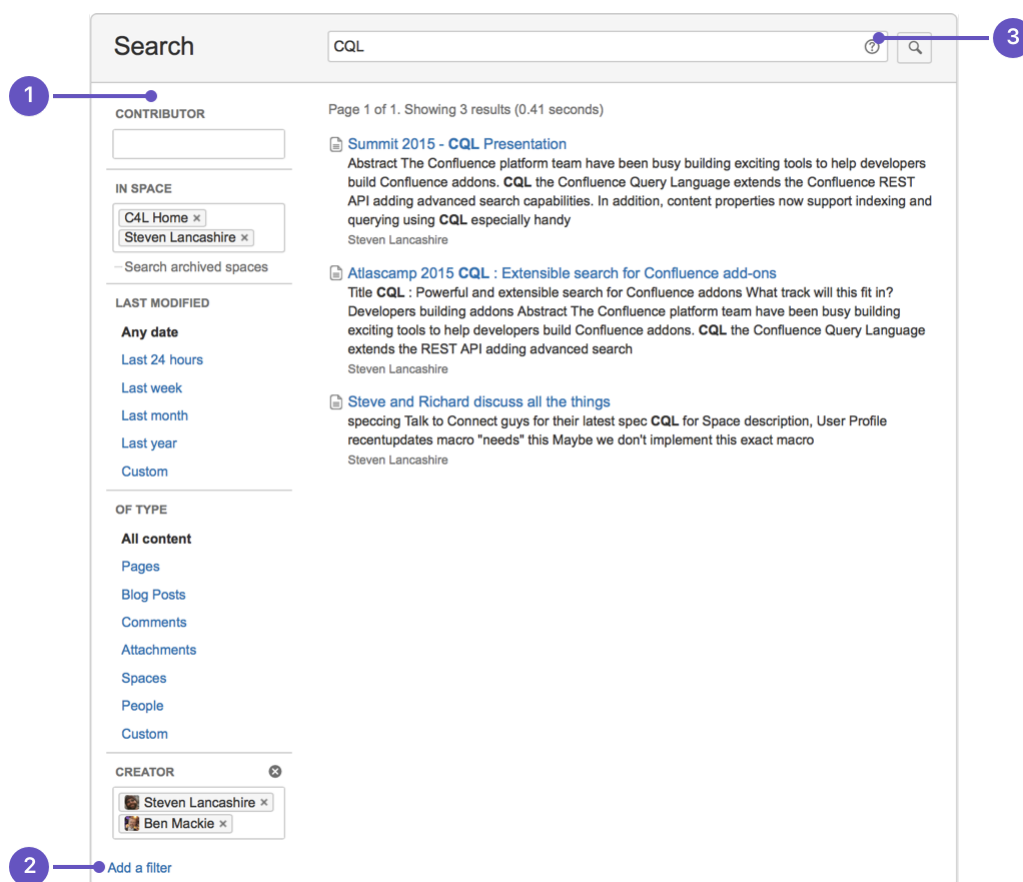 Search
CQL
3
1
CONTRIBUTOR
IN SPACE
C4L Home ×
Steven Lancashire ×
Search archived spaces
LAST MODIFIED
Any date
Last 24 hours
Last week
Last month
Last year
Custom
OF TYPE
All content
Pages
Blog Posts
Comments
Attachments
Spaces
People
Custom
CREATOR
Steven Lancashire ×
Ben Mackie ×
2
Add a filter
Page 1 of 1. Showing 3 results (0.41 seconds)
Summit 2015 - CQL Presentation
Abstract The Confluence platform team have been busy building exciting tools to help developers
build Confluence addons. CQL the Confluence Query Language extends the Confluence REST
API adding advanced search capabilities. In addition, content properties now support indexing and
querying using CQL especially handy
Steven Lancashire
Atlascamp 2015 CQL : Extensible search for Confluence add-ons
Title CQL : Powerful and extensible search for Confluence addons What track will this fit in?
Developers building addons Abstract The Confluence platform team have been busy building
exciting tools to help developers build Confluence addons. CQL the Confluence Query Language
extends the REST API adding advanced search
Steven Lancashire
Steve and Richard discuss all the things
speccing Talk to Connect guys for their latest spec CQL for Space description, User Profile
recentupdates macro "needs" this Maybe we don't implement this exact macro
Steven Lancashire